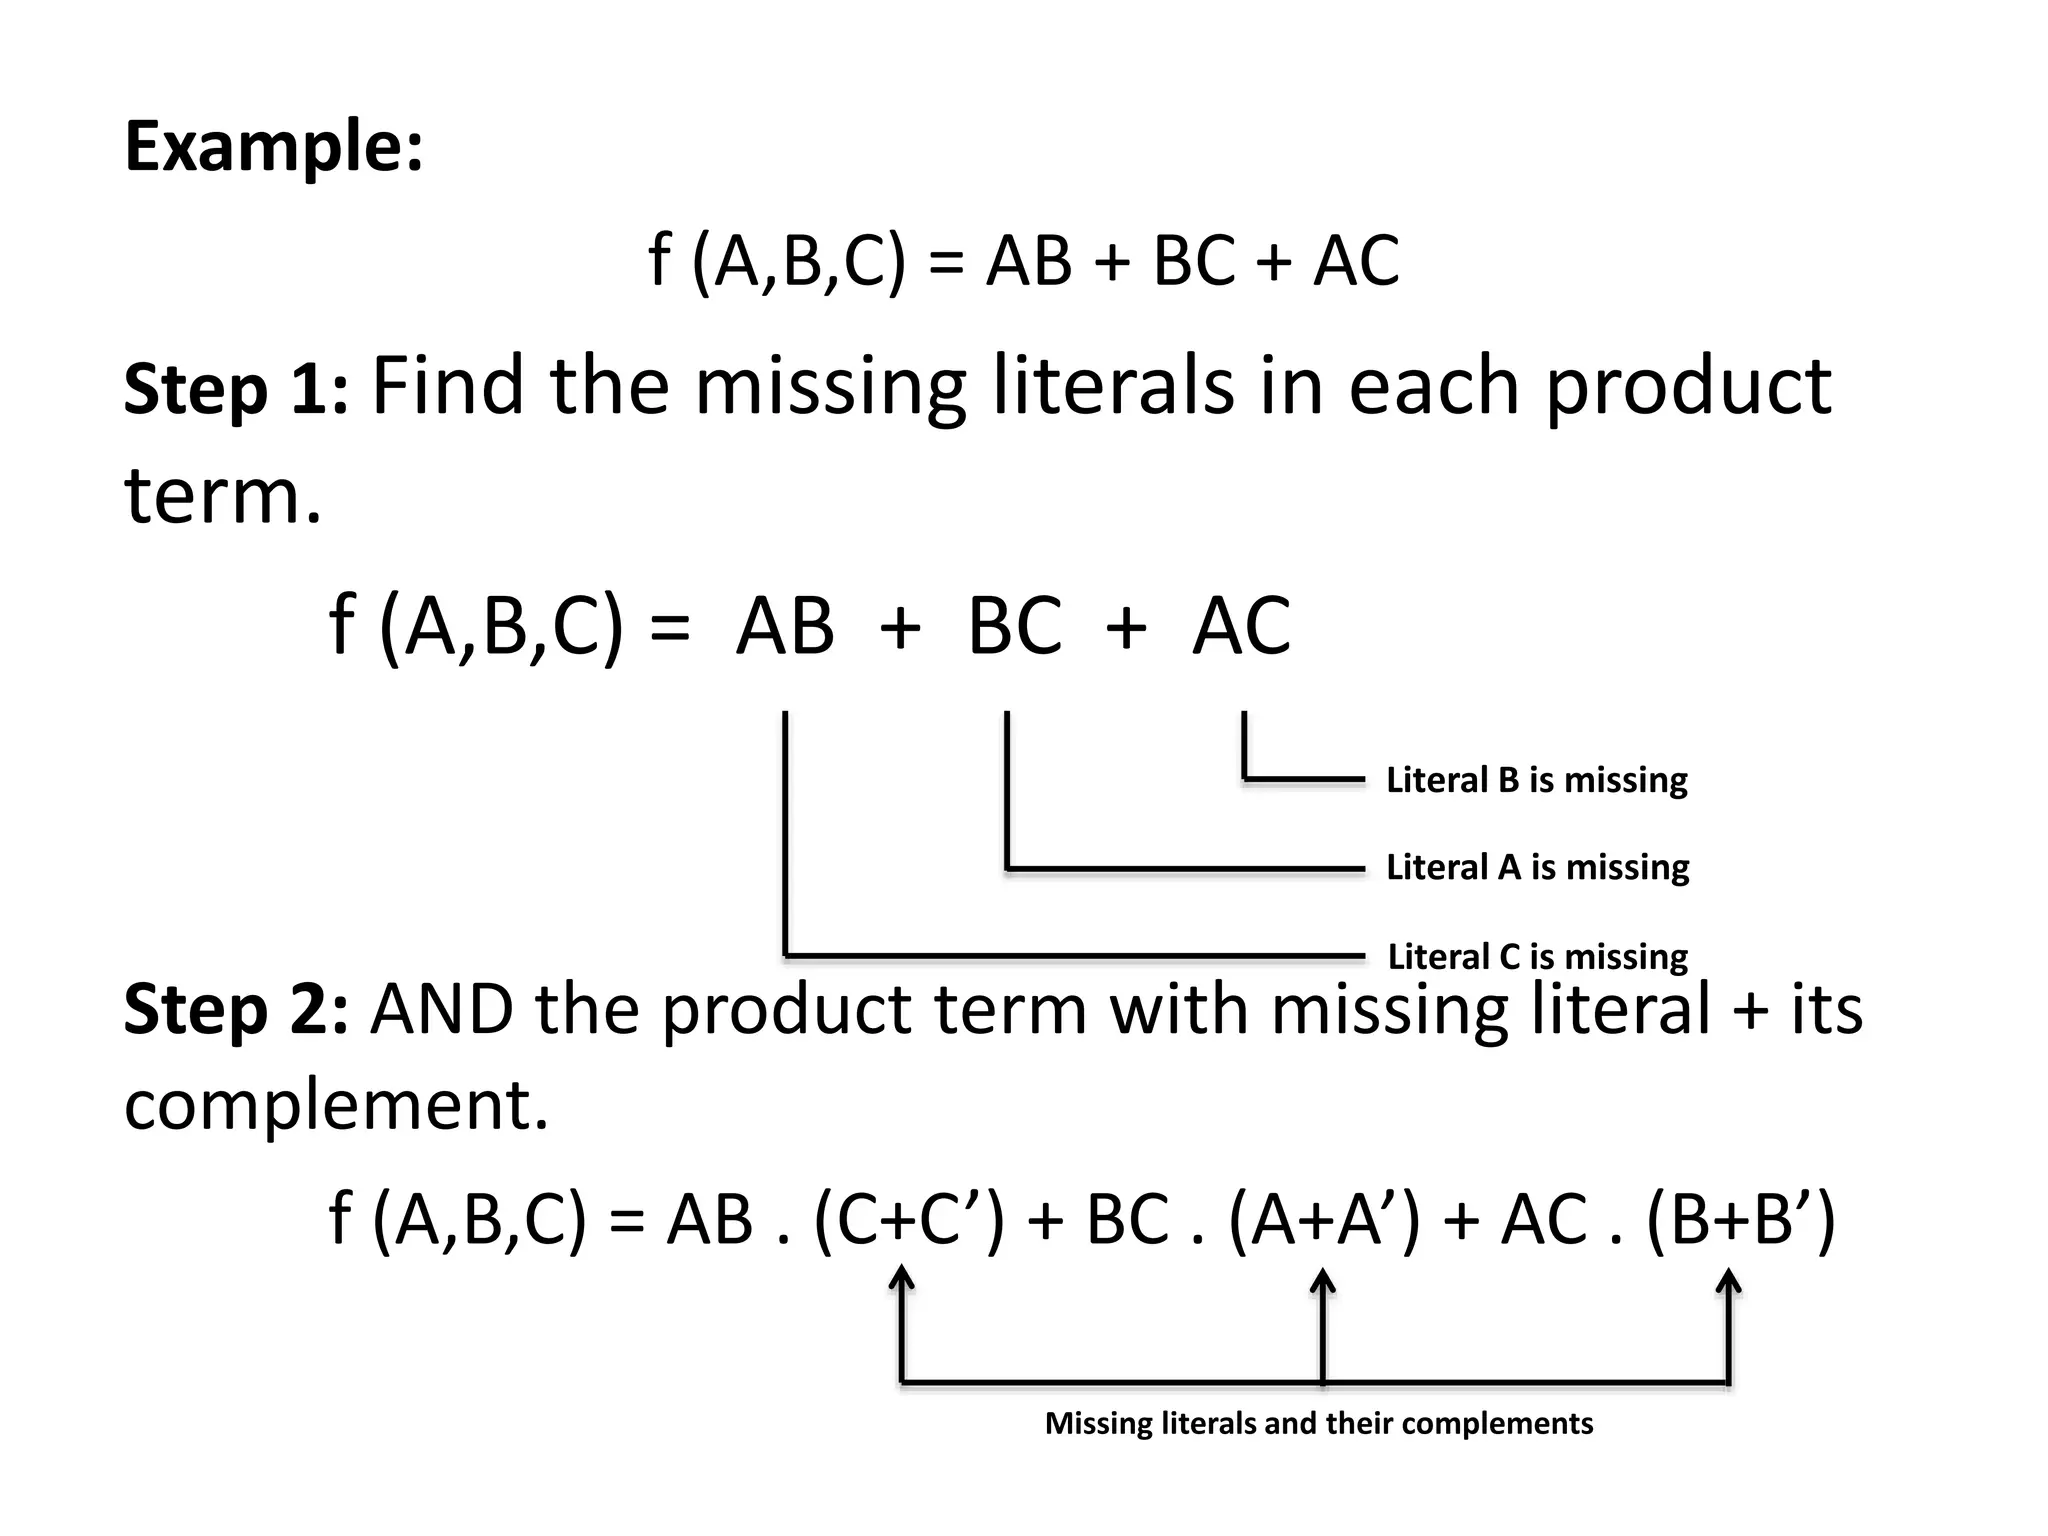 Example:
f (A,B,C) = AB + BC + AC
Step 1: Find the missing literals in each product
term.
f (A,B,C) = AB + BC + AC
Literal B is missing
Literal A is missing
Literal C is missing
Step 2: AND the product term with missing literal + its
complement.
f (A,B,C) = AB . (C+C’) + BC . (A+A’) + AC . (B+B’)
Missing literals and their complements